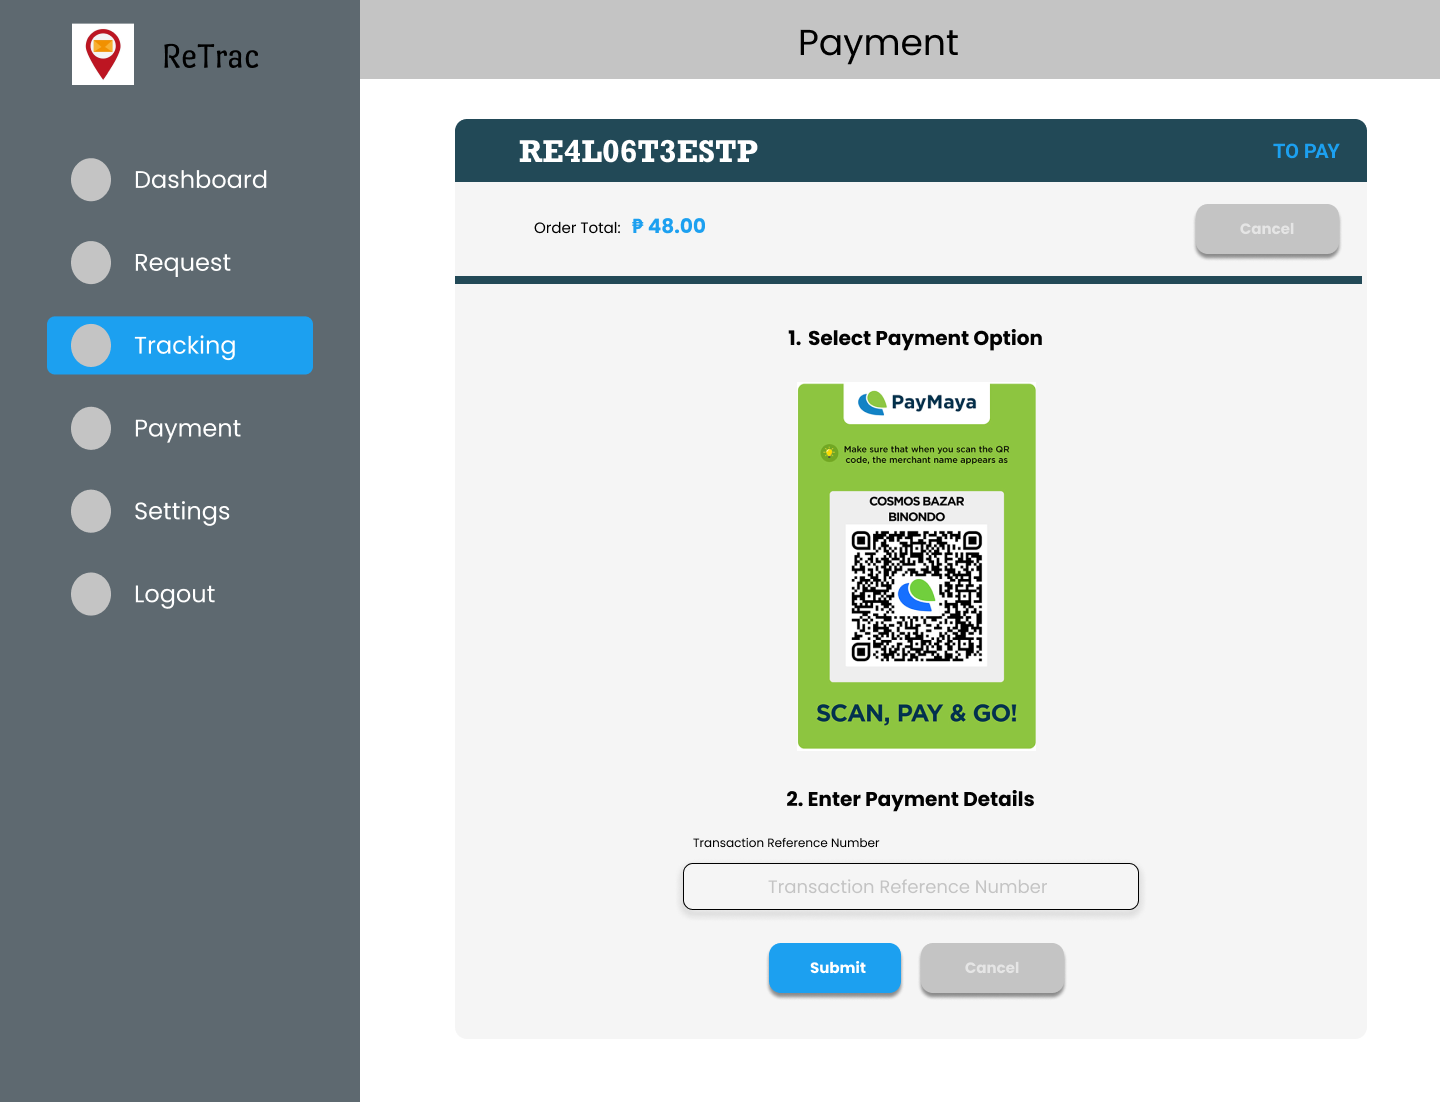 ReTrac
Payment
Dashboard
Request
Tracking
Payment
Settings
Logout
RE4L06T3ESTP
TO PAY
Order Total: ₱ 48.00
Cancel
1. Select Payment Option
PayMaya
Make sure that when you scan the QR
code, the merchant name appears as
COSMOS BAZAR
BINONDO
SCAN, PAY & GO!
2. Enter Payment Details
Transaction Reference Number
Transaction Reference Number
Submit
Cancel